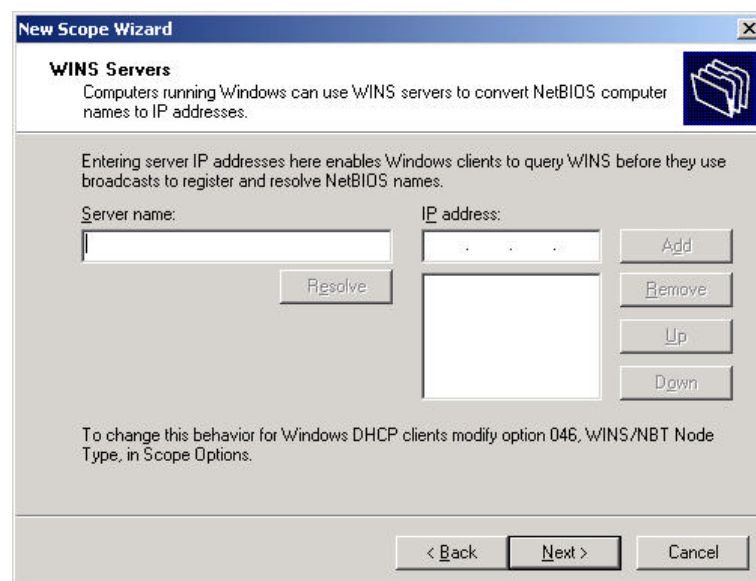 New Scope Wizard
WINS Servers
Computers running Windows can use WINS servers to convert NetBIOS computer
names to IP addresses.
Entering server IP addresses here enables Windows clients to query WINS before they use
broadcasts to register and resolve NetBIOS names.
Server name:
IP address:
Add
Resolve
Remove
Up
Down
To change this behavior for Windows DHCP clients modify option 046, WINS/NBT Node
Type, in Scope Options.
< Back
Next >
Cancel